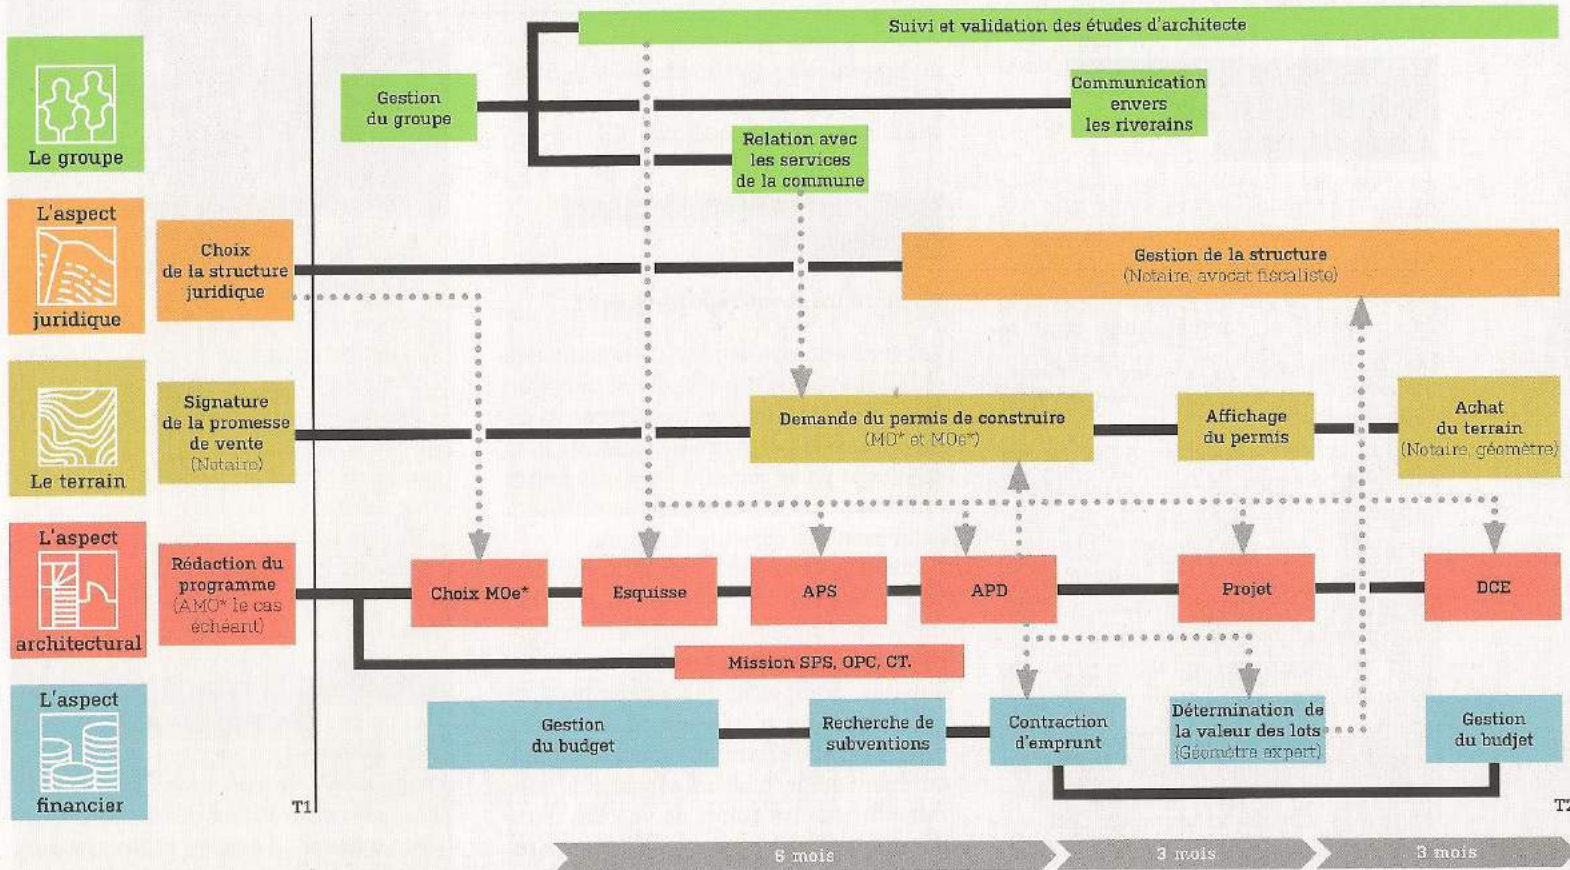 Suivi et validation des études d'architecte
Gestion
du groupe
Communication
envers
les riverains
Relation avec
les services
de la commune
Le groupe
L'aspect
juridique
Choix
de la structure
juridique
Gestion de la structure
(Notaire, avocat fiscaliste)
Le terrain
Signature
de la promesse
de vente
(Notaire)
Demande du permis de construire
(MO* et MOe*)
Affichage
du permis
Achat
du terrain
(Notaire, géomètre)
L'aspect
architectural
Rédaction du
programme
(AMO* le cas
échéant)
Choix MOe*
Esquisse
APS
APD
Projet
DCE
Mission SPS, OPC, CT.
L'aspect
financier
Gestion
du budget
Recherche de
subventions
Contraction
d'emprunt
Détermination de
la valeur des lots
(Géomètre expert)
Gestion
du budjet
T1
T2
6 mois
3 mois
3 mois